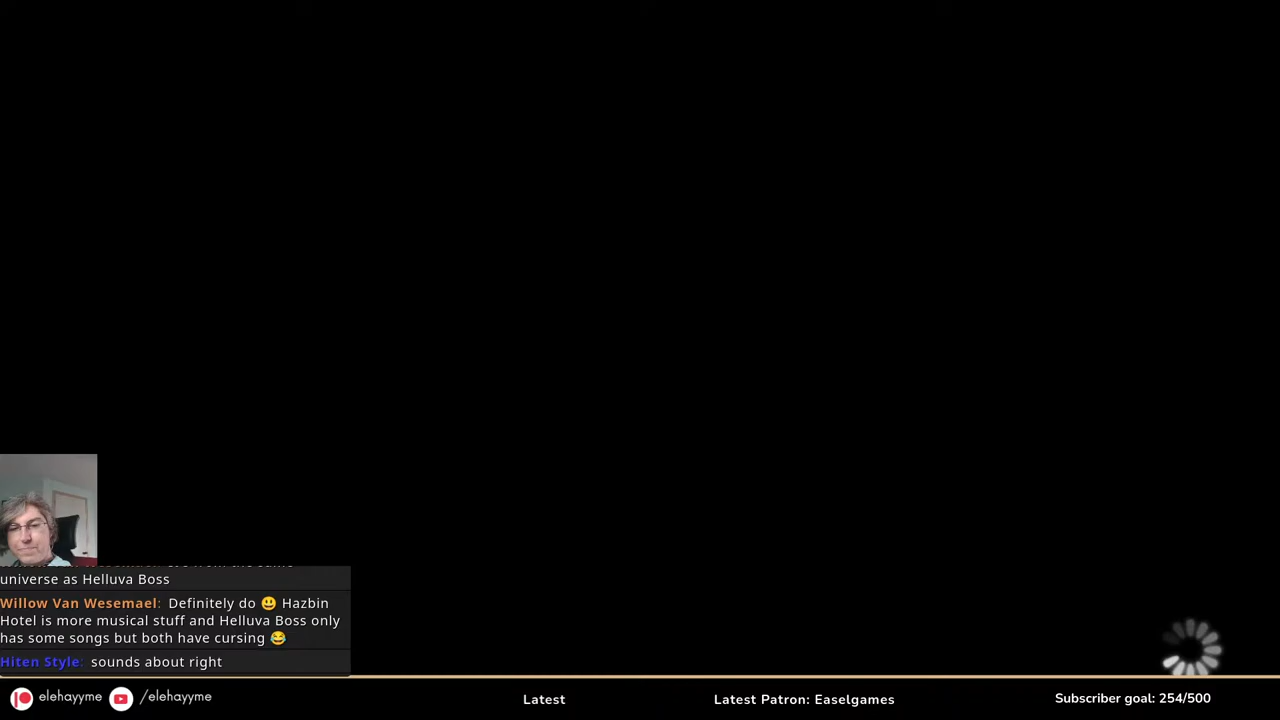 universe as Helluva Boss
Willow Van Wesemael: Definitely do 😃 Hazbin
Hotel is more musical stuff and Helluva Boss only
has some songs but both have cursing 😂
Hiten Style: sounds about right
elehayyme /elehayyme Latest Latest Patron: Easelgames Subscriber goal: 254/500